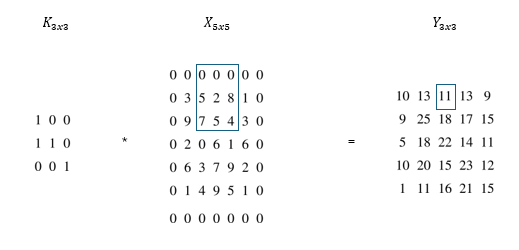 K3x3 X5x5 Y3x3
0 0 0 0 0 0 0
0 3 5 2 8 1 0 10 13 11 13 9
1 0 0 0 9 7 5 4 3 0 9 25 18 17 15
1 1 0 * 0 2 0 6 1 6 0 = 5 18 22 14 11
0 0 1 0 6 3 7 9 2 0 10 20 15 23 12
0 1 4 9 5 1 0 1 11 16 21 15
0 0 0 0 0 0 0